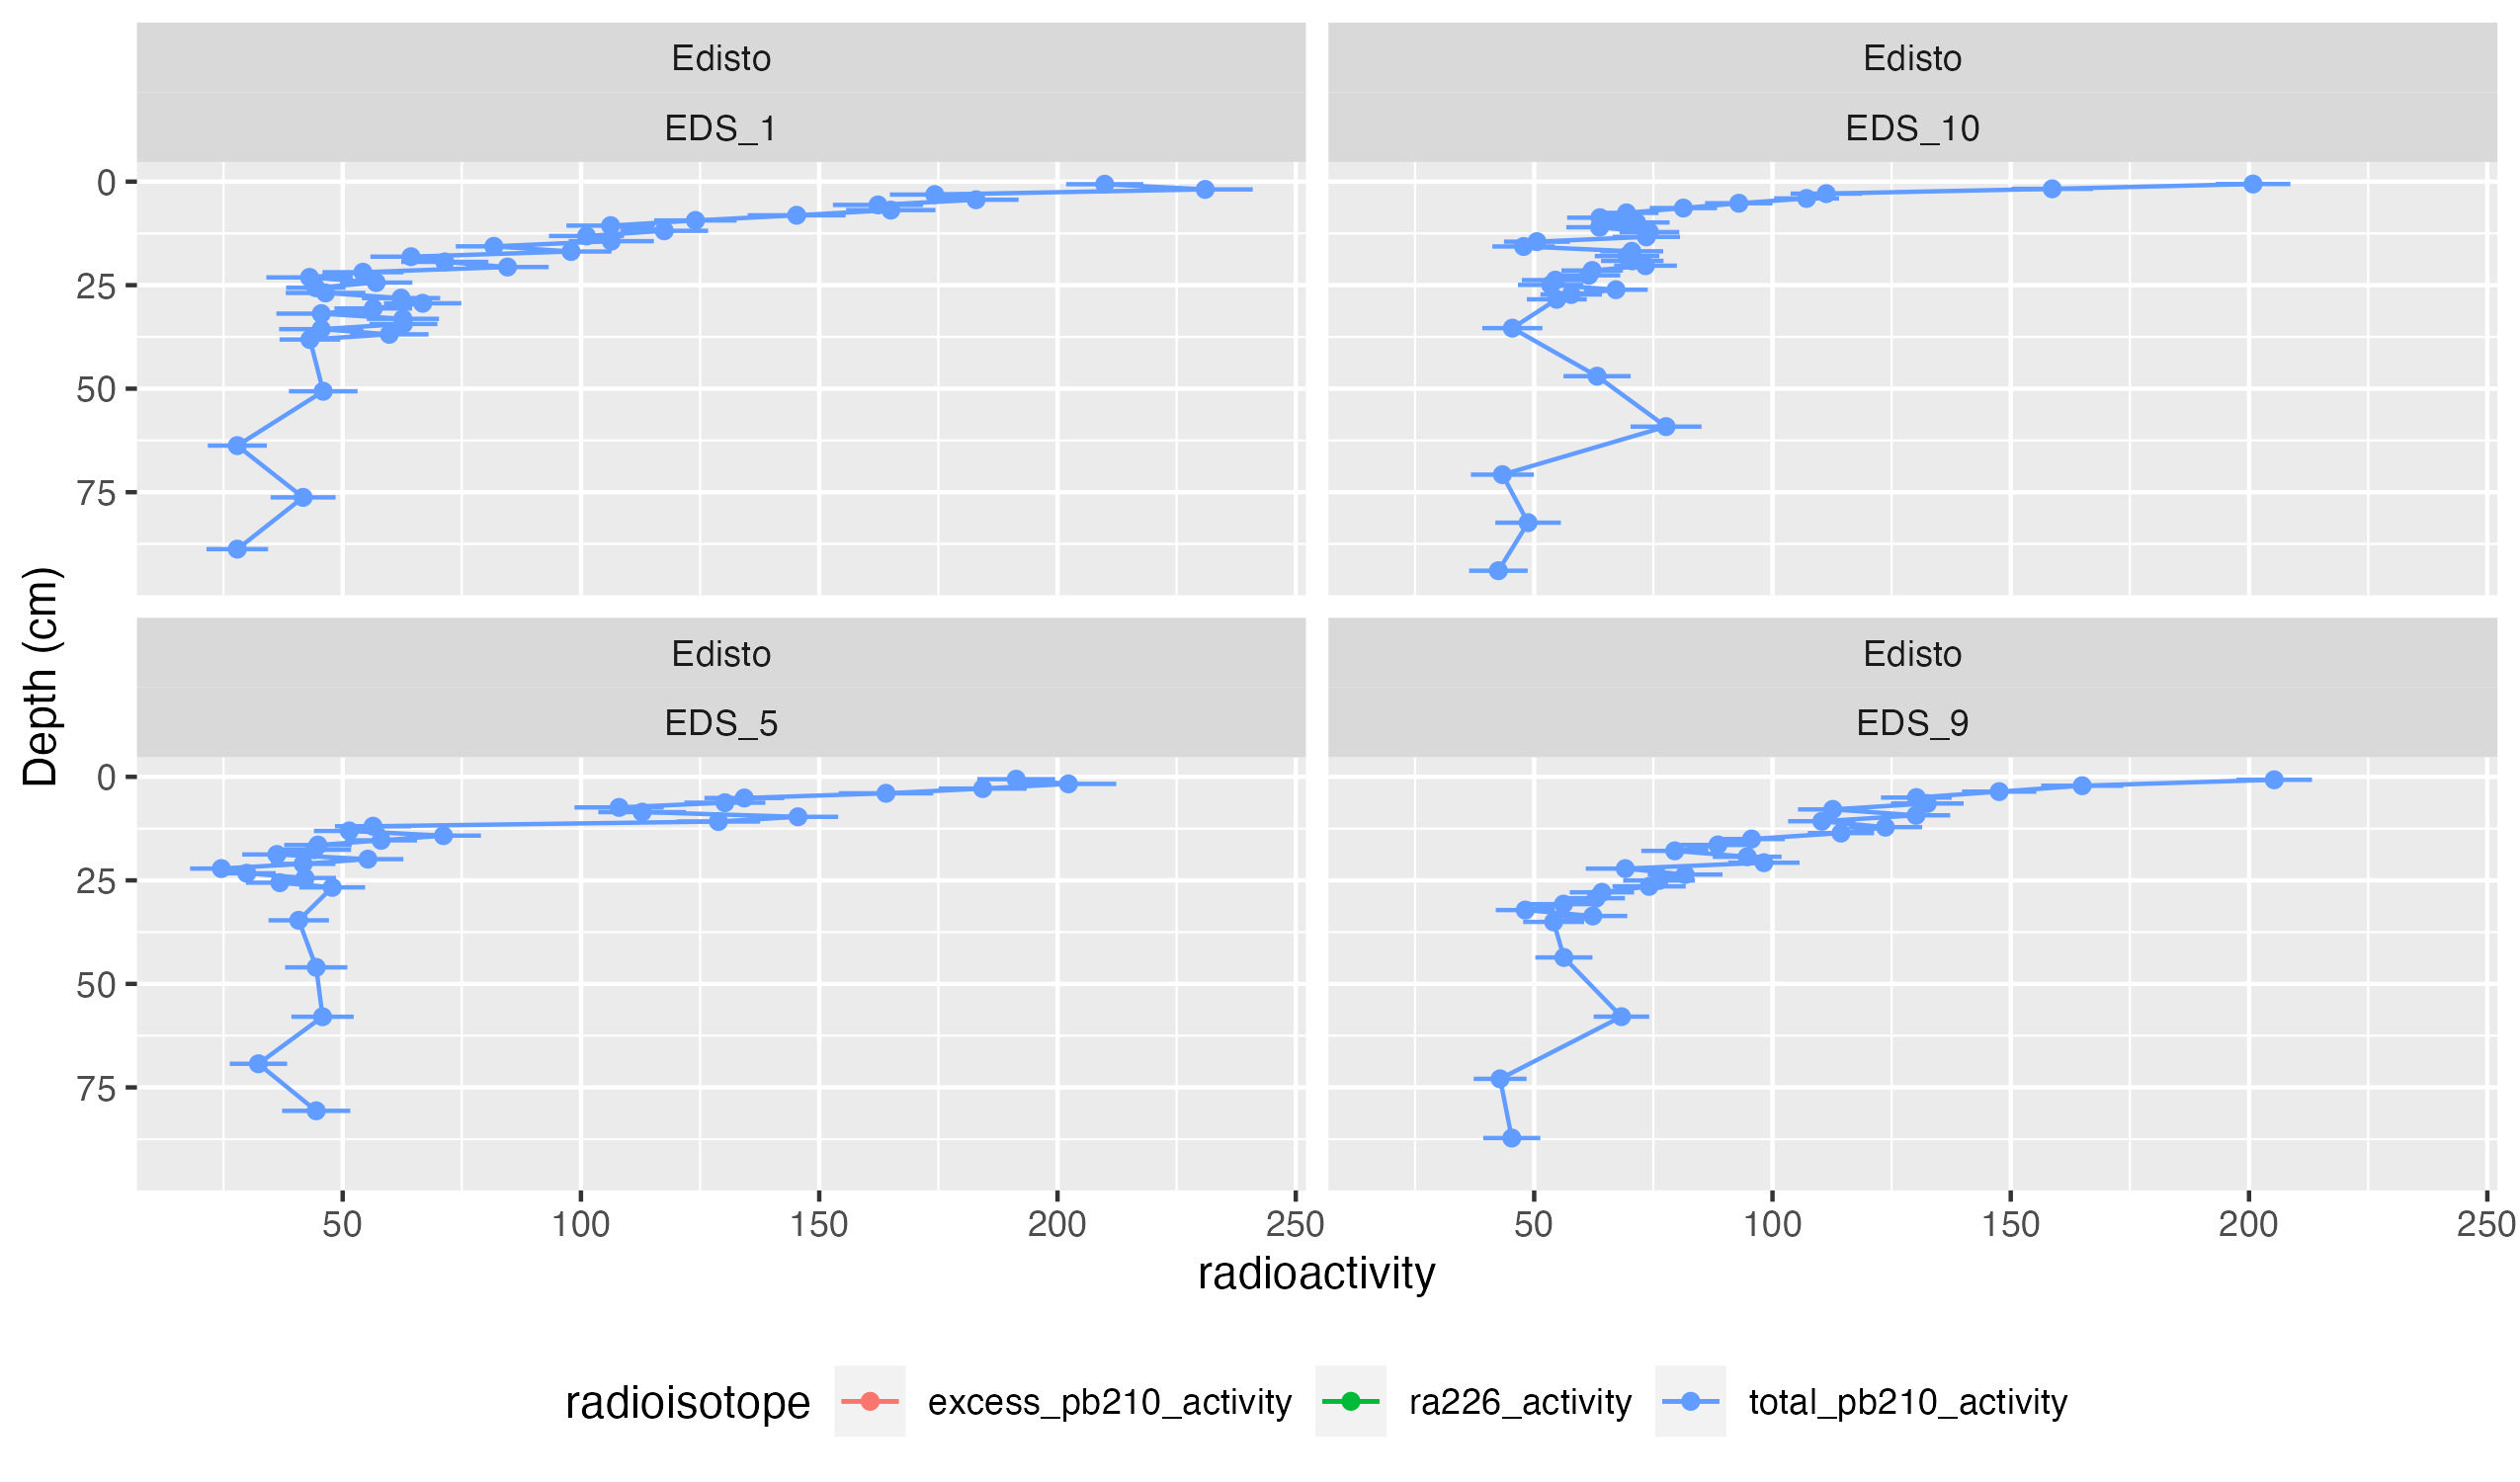 Edisto
EDS_1
Edisto
EDS_10
0
25
50
75
Edisto
EDS_5
Edisto
EDS_9
0
25
50
75
Depth (cm)
50 100 150 200 250
50 100 150 200 250
radioactivity
radioisotope excess_pb210_activity ra226_activity total_pb210_activity